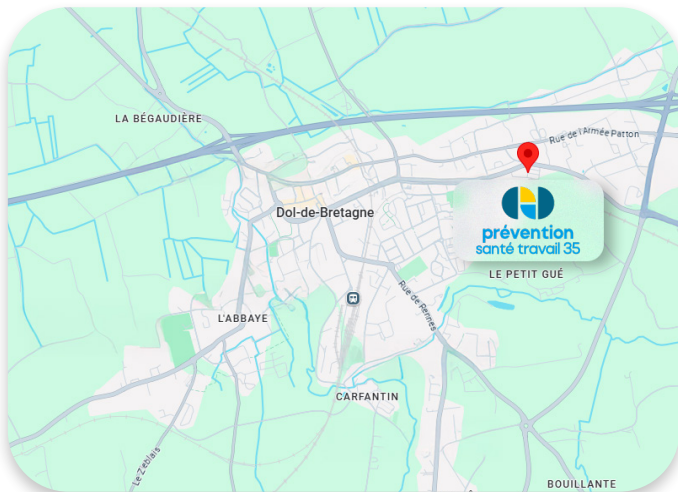 LA BÉGAUDIÈRE
Rue de l'Armée Patton
Dol-de-Bretagne
prévention
santé travail 35
LE PETIT GUÉ
Rue de Rennes
L'ABBAYE
CARFANTIN
Le Zéblais
BOUILLANTE